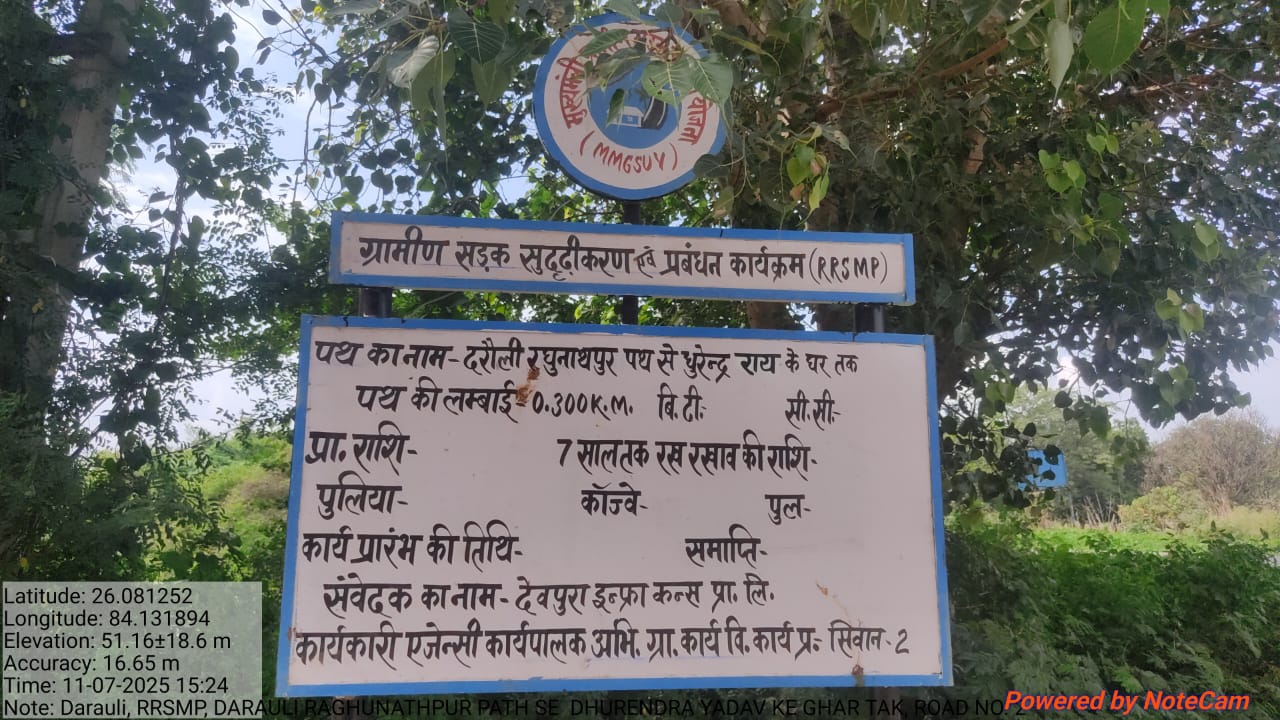 मुख्यमंत्री योजना
(MMGSUY)
ग्रामीण सड़क सुदृढ़ीकरण एवं प्रबंधन कार्यक्रम (RRSMP)
पथ का नाम- दरौली रघुनाथपुर पथ से धुरेन्द्र राय के घर तक
पथ की लम्बाई- 0.300K.M. बि.टी.- सी.सी.-
प्रा. राशि- 7 साल तक रख रखाव की राशि-
पुलिया- कॉज्वे- पुल-
कार्य प्रारंभ की तिथि- समाप्ति-
संवेदक का नाम- देवपुरा इन्फ्रा कन्स प्रा. लि.
कार्यकारी एजेन्सी कार्यपालक अभि. ग्रा. कार्य वि. कार्य प्र.- सिवान-2
Latitude: 26.081252
Longitude: 84.131894
Elevation: 51.16±18.6 m
Accuracy: 16.65 m
Time: 11-07-2025 15:24
Note: Darauli, RRSMP, DARAULI RAGHUNATHPUR PATH SE DHURENDRA YADAV KE GHAR TAK, ROAD NO. 2
Powered by NoteCam